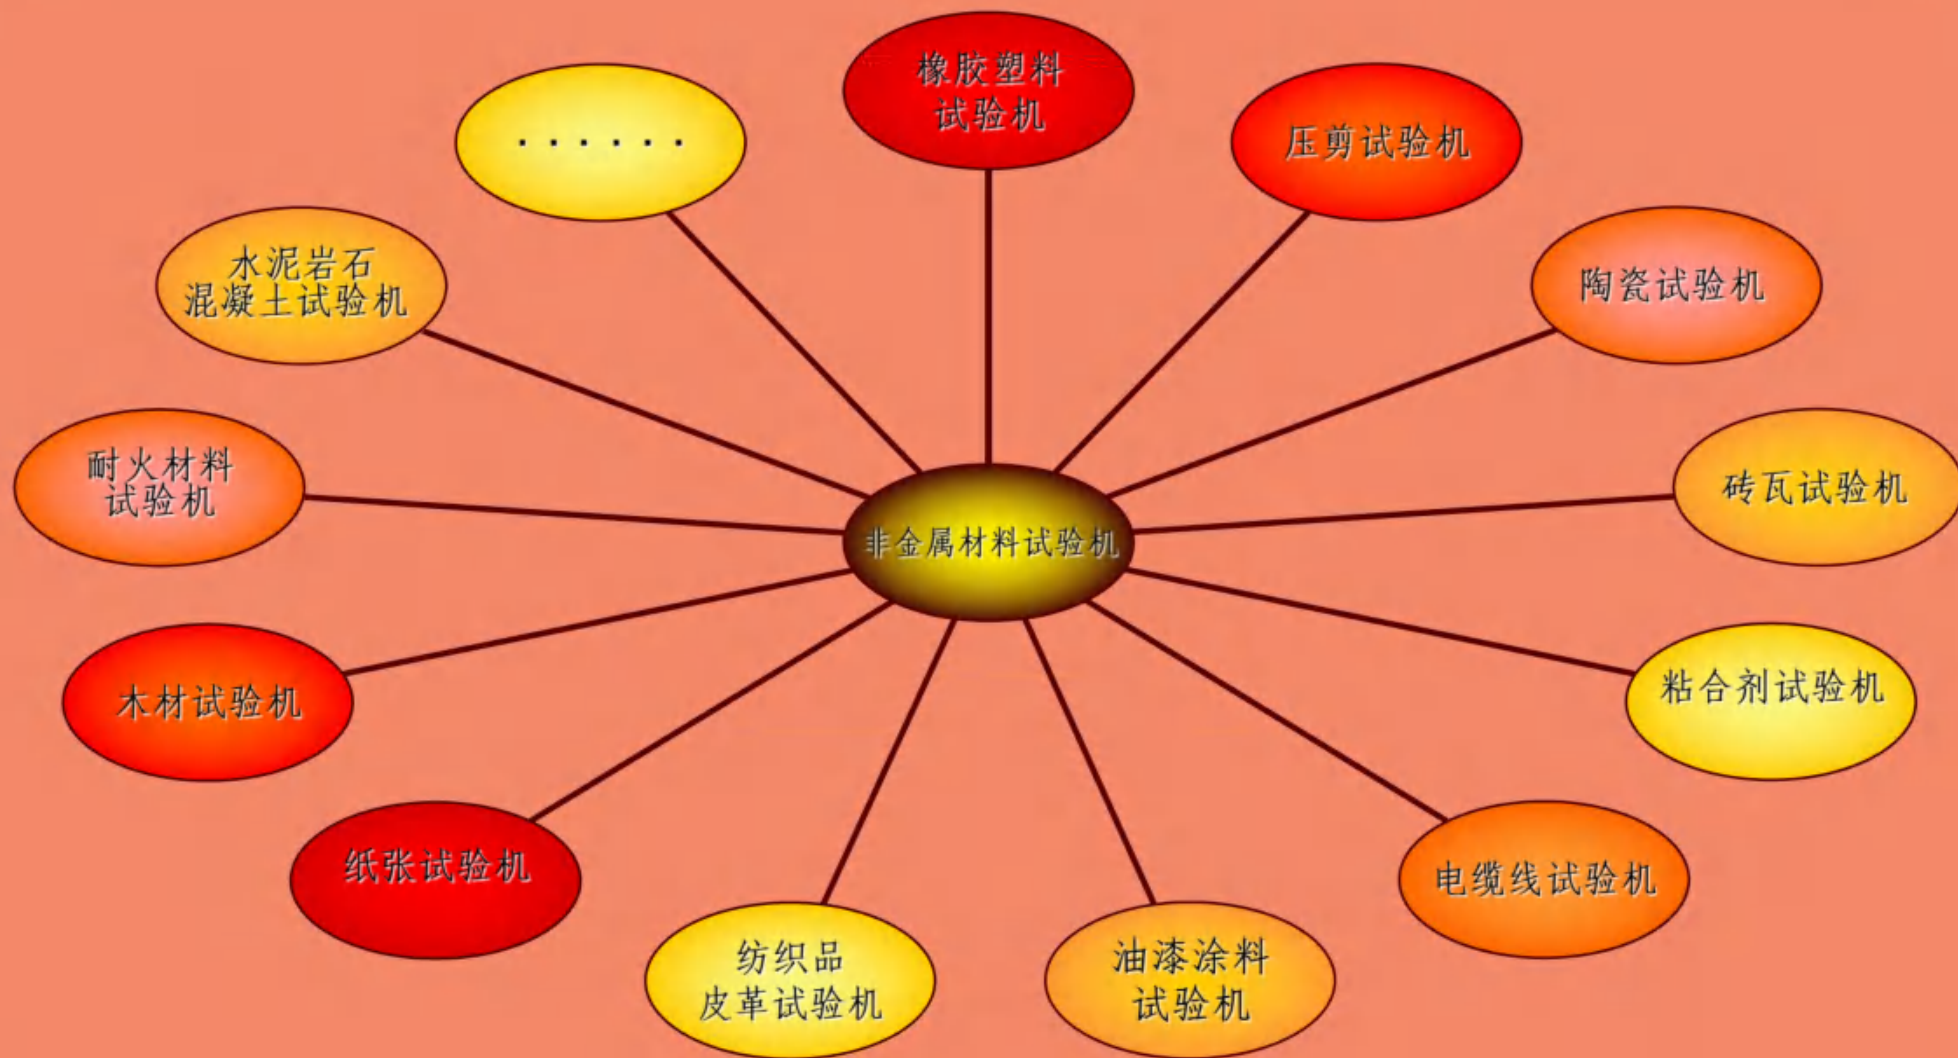 橡胶塑料
试验机
压剪试验机
陶瓷试验机
砖瓦试验机
粘合剂试验机
电缆线试验机
油漆涂料
试验机
纺织品
皮革试验机
纸张试验机
木材试验机
耐火材料
试验机
水泥岩石
混凝土试验机
······
非金属材料试验机